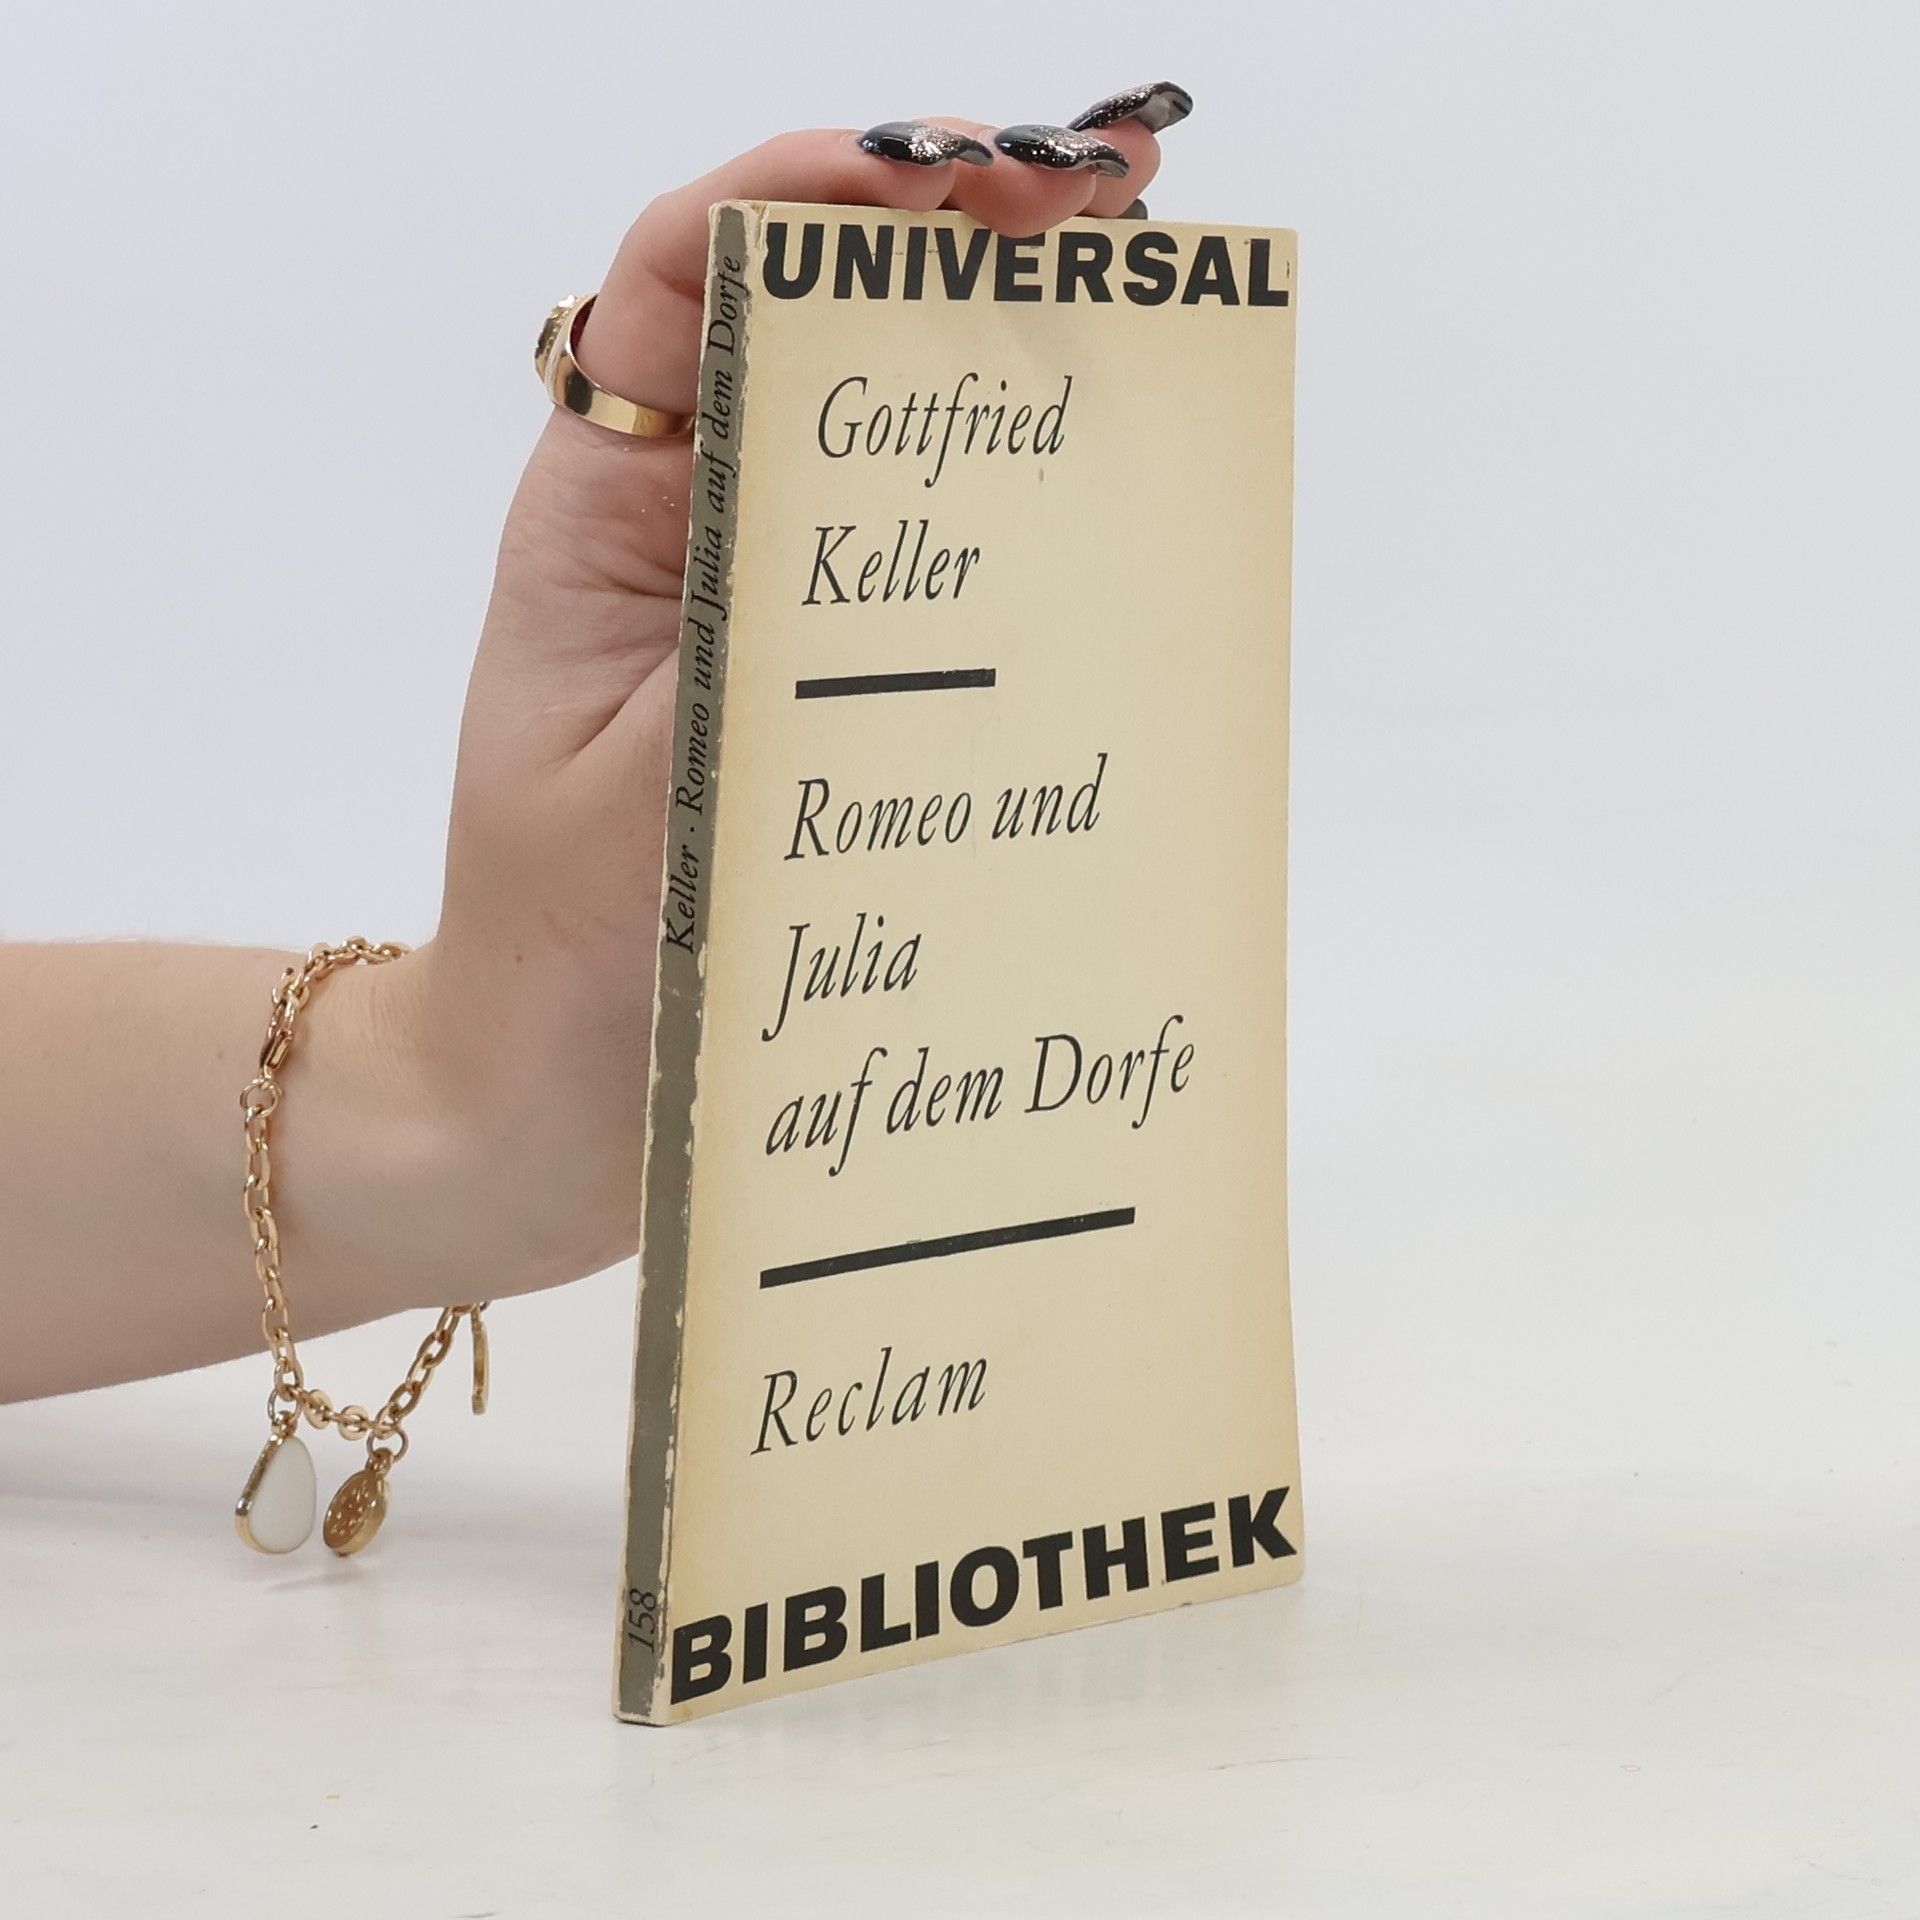 UNIVERSAL
Gottfried
Keller
Romeo und
Julia
auf dem Dorfe
Reclam
BIBLIOTHEK
Keller · Romeo und Julia auf dem Dorfe
158